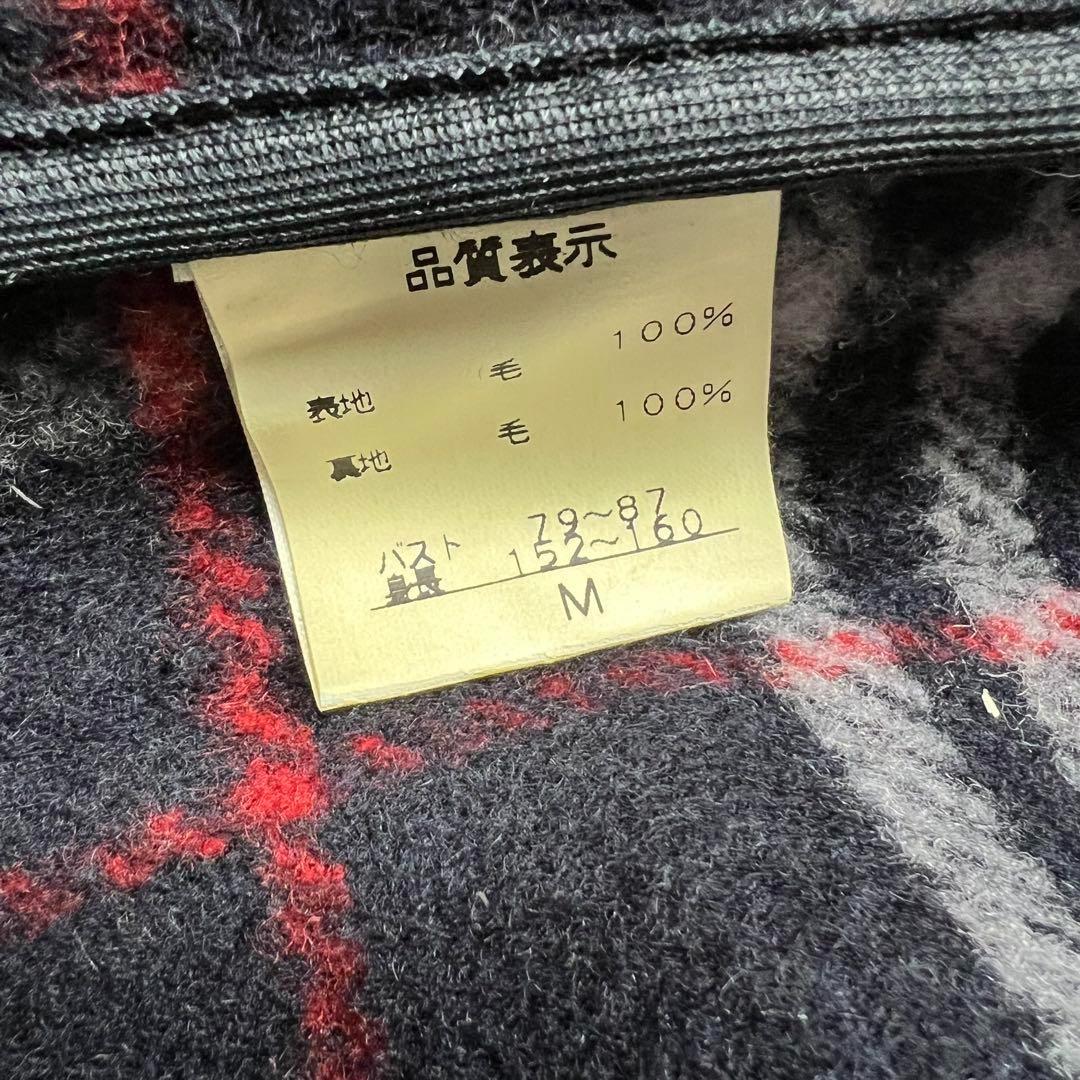 品質表示
表地 毛 100%
裏地 毛 100%
バスト 79～87
身長 152～160
M